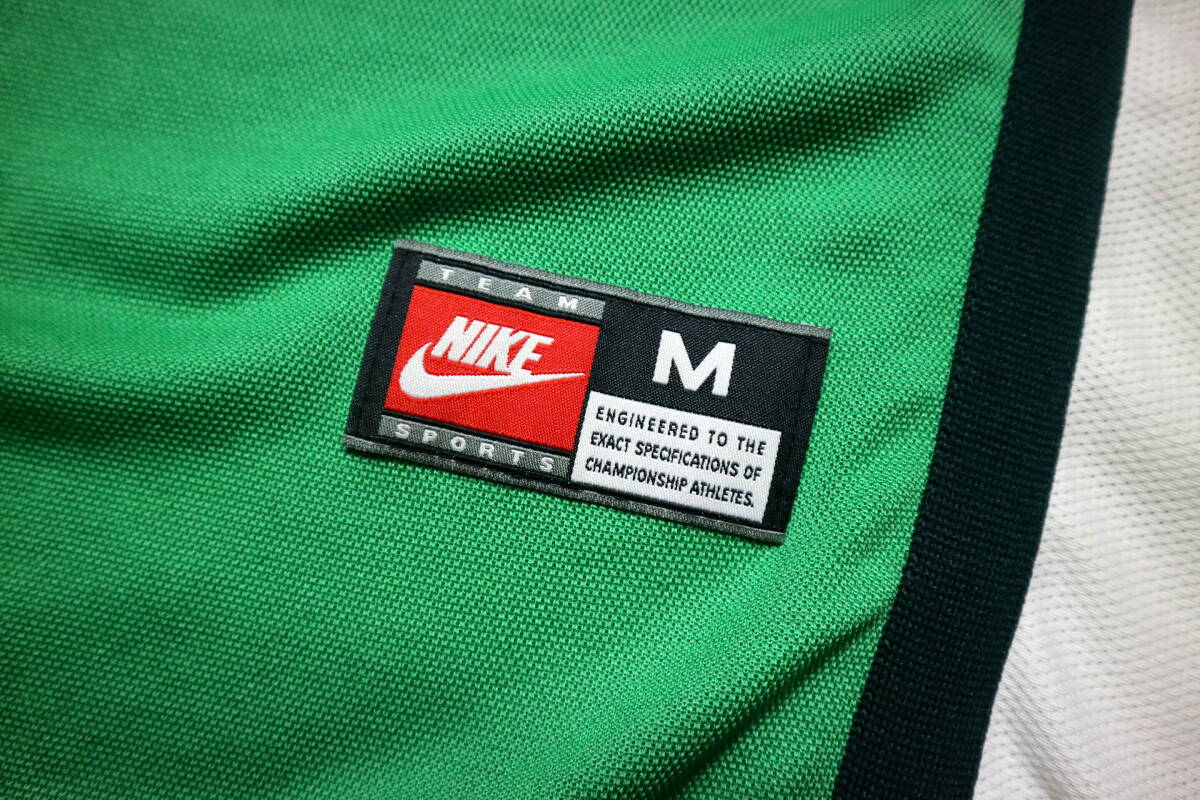 TEAM
NIKE
SPORTS
M
ENGINEERED TO THE
EXACT SPECIFICATIONS OF
CHAMPIONSHIP ATHLETES.